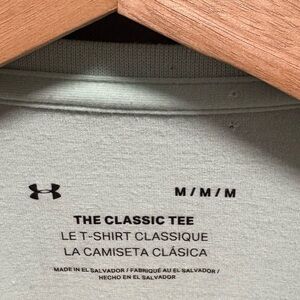 M / M / M
THE CLASSIC TEE
LE T-SHIRT CLASSIQUE
LA CAMISETA CLÁSICA
MADE IN EL SALVADOR / FABRIQUÉ AU EL SALVADOR /
HECHO EN EL SALVADOR